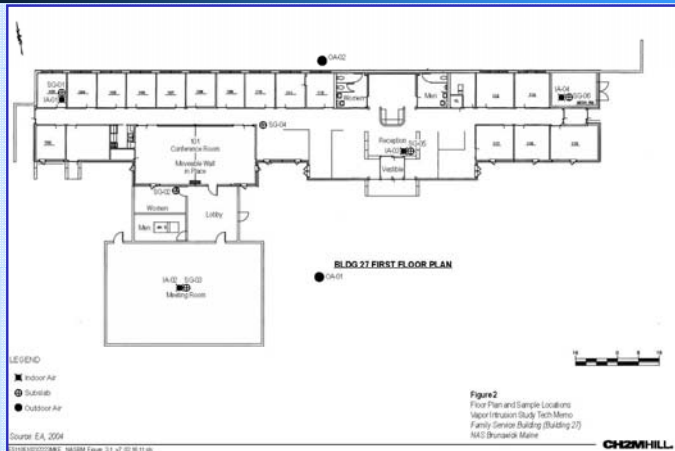 OA-02
SG-01
IA-01
Women
Men
IA-04
SG-06
SG-04
101
Conference Room
Moveable Wall
in Place
Reception
SG-05
IA-03
Vestibule
SG-02
Women
Lobby
Men
IA-02 SG-03
Meeting Room
BLDG 27 FIRST FLOOR PLAN
OA-01
LEGEND
Indoor Air
Subslab
Outdoor Air
Source: EA, 2004
Figure 2
Floor Plan and Sample Locations
Vapor Intrusion Study Tech Memo
Family Service Building (Building 27)
NAS Brunswick Maine
CH2MHILL